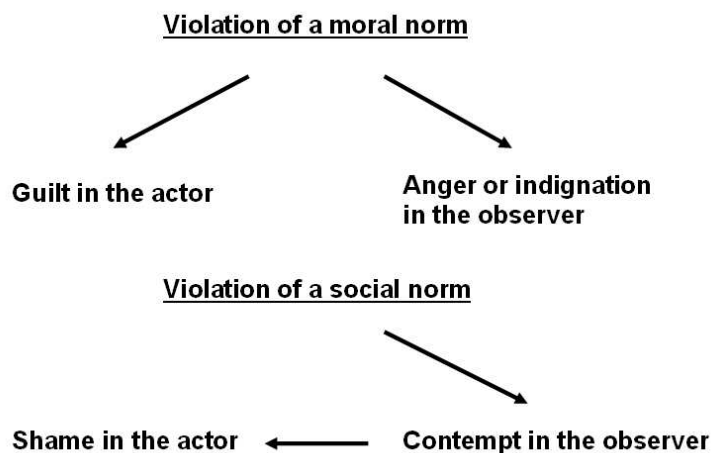 Violation of a moral norm
Guilt in the actor
Anger or indignation
in the observer
Violation of a social norm
Shame in the actor
Contempt in the observer